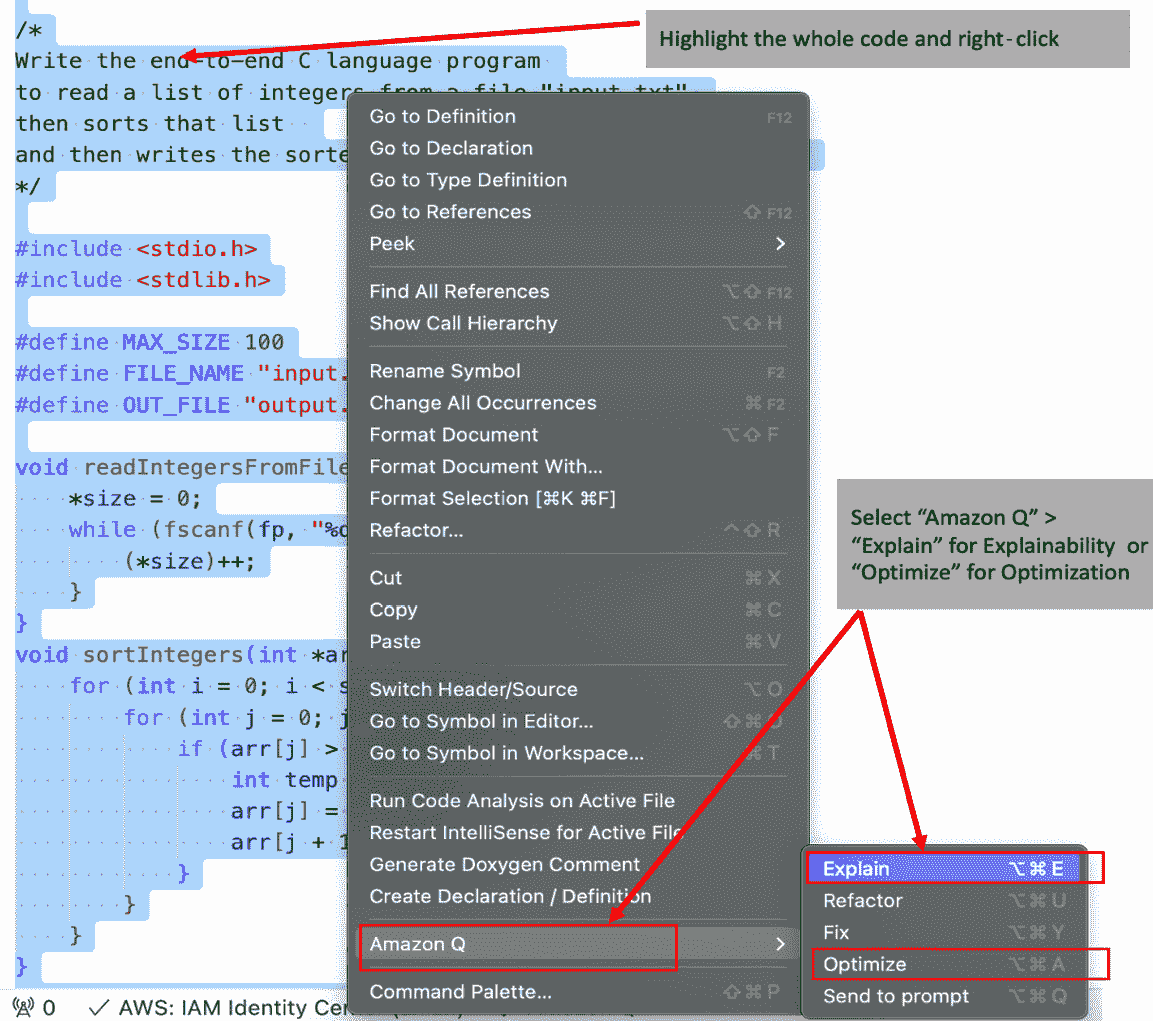 /*
Highlight the whole code and right-click
Write the end-to-end C language program
to read a list of integers from a file "input.txt",
then sorts that list
and then writes the sorte
*/
#include <stdio.h>
#include <stdlib.h>
#define MAX_SIZE 100
#define FILE_NAME "input.
#define OUT_FILE "output.
void readIntegersFromFile
*size = 0;
while (fscanf(fp, "%d
(*size)++;
}
}
void sortIntegers(int *ar
for (int i = 0; i < s
for (int j = 0; j
if (arr[j] >
int temp
arr[j] =
arr[j + 1
}
}
}
}
Go to Definition F12
Go to Declaration
Go to Type Definition
Go to References ⇧ F12
Peek >
Find All References ⌥⇧ F12
Show Call Hierarchy ⌥⇧ H
Rename Symbol F2
Change All Occurrences ⌘ F2
Format Document ⌥⇧ F
Format Document With...
Format Selection [⌘K ⌘F]
Refactor... ^⇧ R
Cut ⌘ X
Copy ⌘ C
Paste ⌘ V
Switch Header/Source ⌥ O
Go to Symbol in Editor... ⇧⌘ O
Go to Symbol in Workspace... ⌘ T
Run Code Analysis on Active File
Restart IntelliSense for Active File
Generate Doxygen Comment
Create Declaration / Definition
Amazon Q >
Command Palette... ⇧⌘ P
Select “Amazon Q” >
“Explain” for Explainability or
“Optimize” for Optimization
Explain ⌥⌘ E
Refactor ⌥⌘ U
Fix ⌥⌘ Y
Optimize ⌥⌘ A
Send to prompt ⌥⌘ Q
0 ✓ AWS: IAM Identity Cen